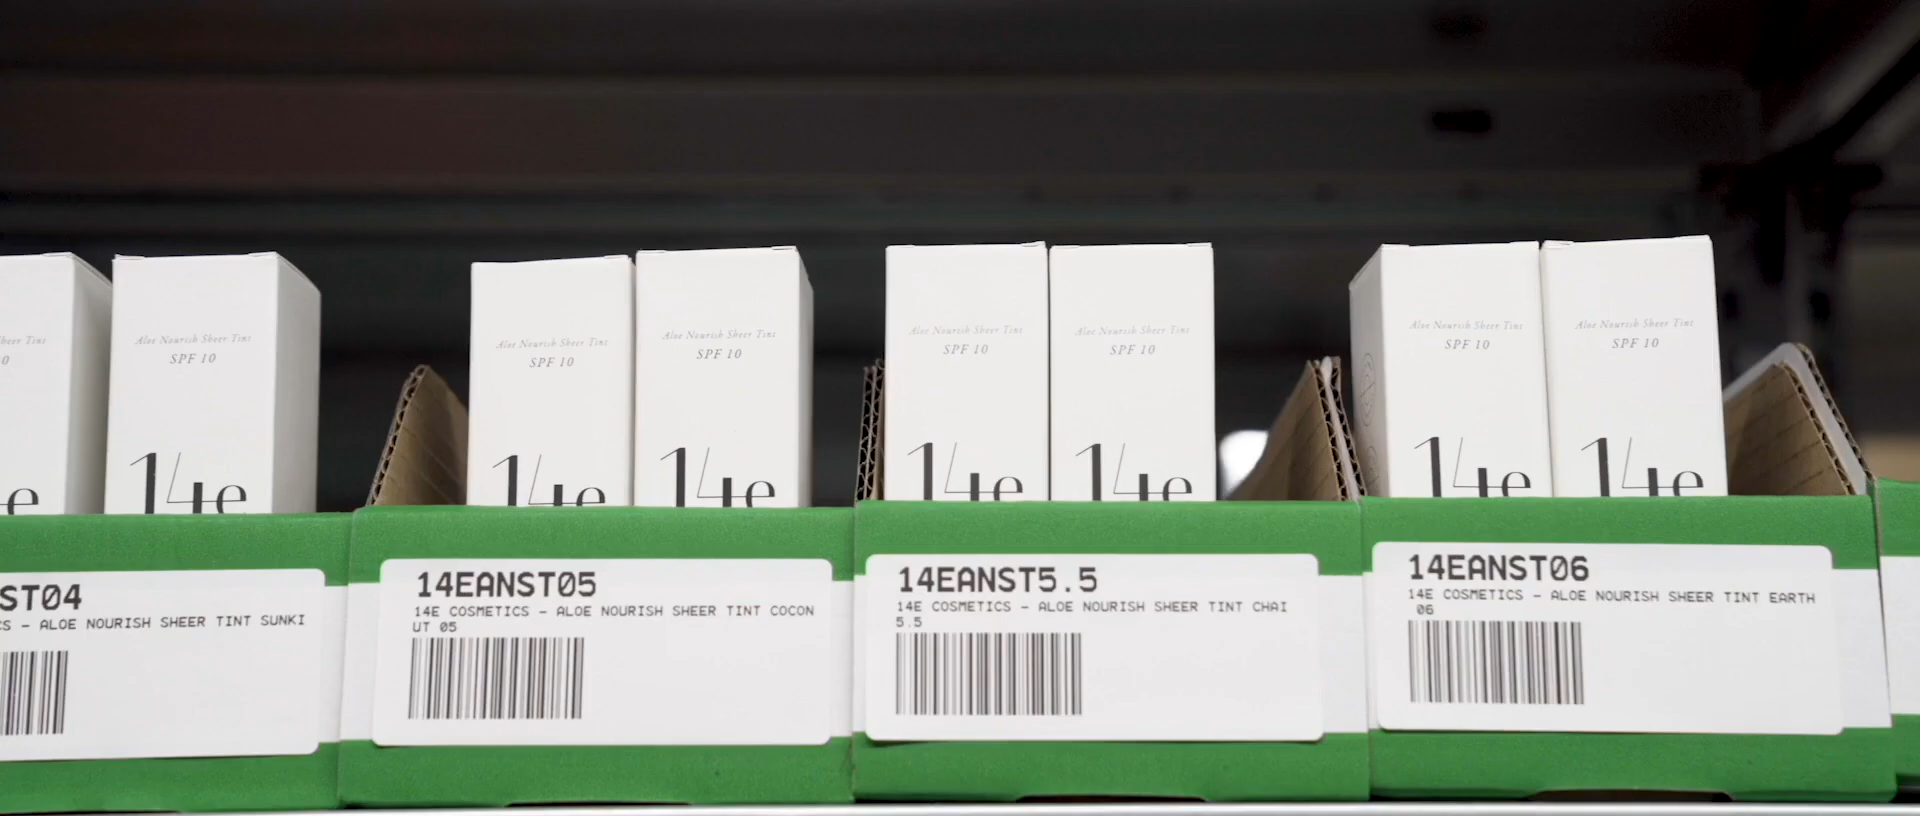 heer Tint
0
e
Aloe Nourish Sheer Tint
SPF 10
14e
Aloe Nourish Sheer Tint
SPF 10
14e
Aloe Nourish Sheer Tint
SPF 10
14e
Aloe Nourish Sheer Tint
SPF 10
14e
Aloe Nourish Sheer Tint
SPF 10
14e
Aloe Nourish Sheer Tint
SPF 10
14e
Aloe Nourish Sheer Tint
SPF 10
14e
ST04
CS - ALOE NOURISH SHEER TINT SUNKI
14EANST05
14E COSMETICS - ALOE NOURISH SHEER TINT COCON
UT 05
14EANST5.5
14E COSMETICS - ALOE NOURISH SHEER TINT CHAI
5.5
14EANST06
14E COSMETICS - ALOE NOURISH SHEER TINT EARTH
06